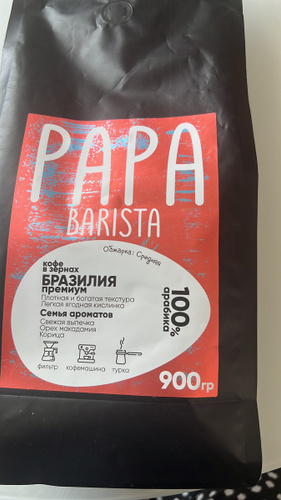 PAPA
BARISTA
Обжарка: Средняя
кофе
в зёрнах
БРАЗИЛИЯ
премиум
Плотная и богатая текстура
Легкая ягодная кислинка
Семья ароматов
Свежая выпечка
Орех макадамия
Корица
100%
арабика
фильтр кофемашина турка
900гр